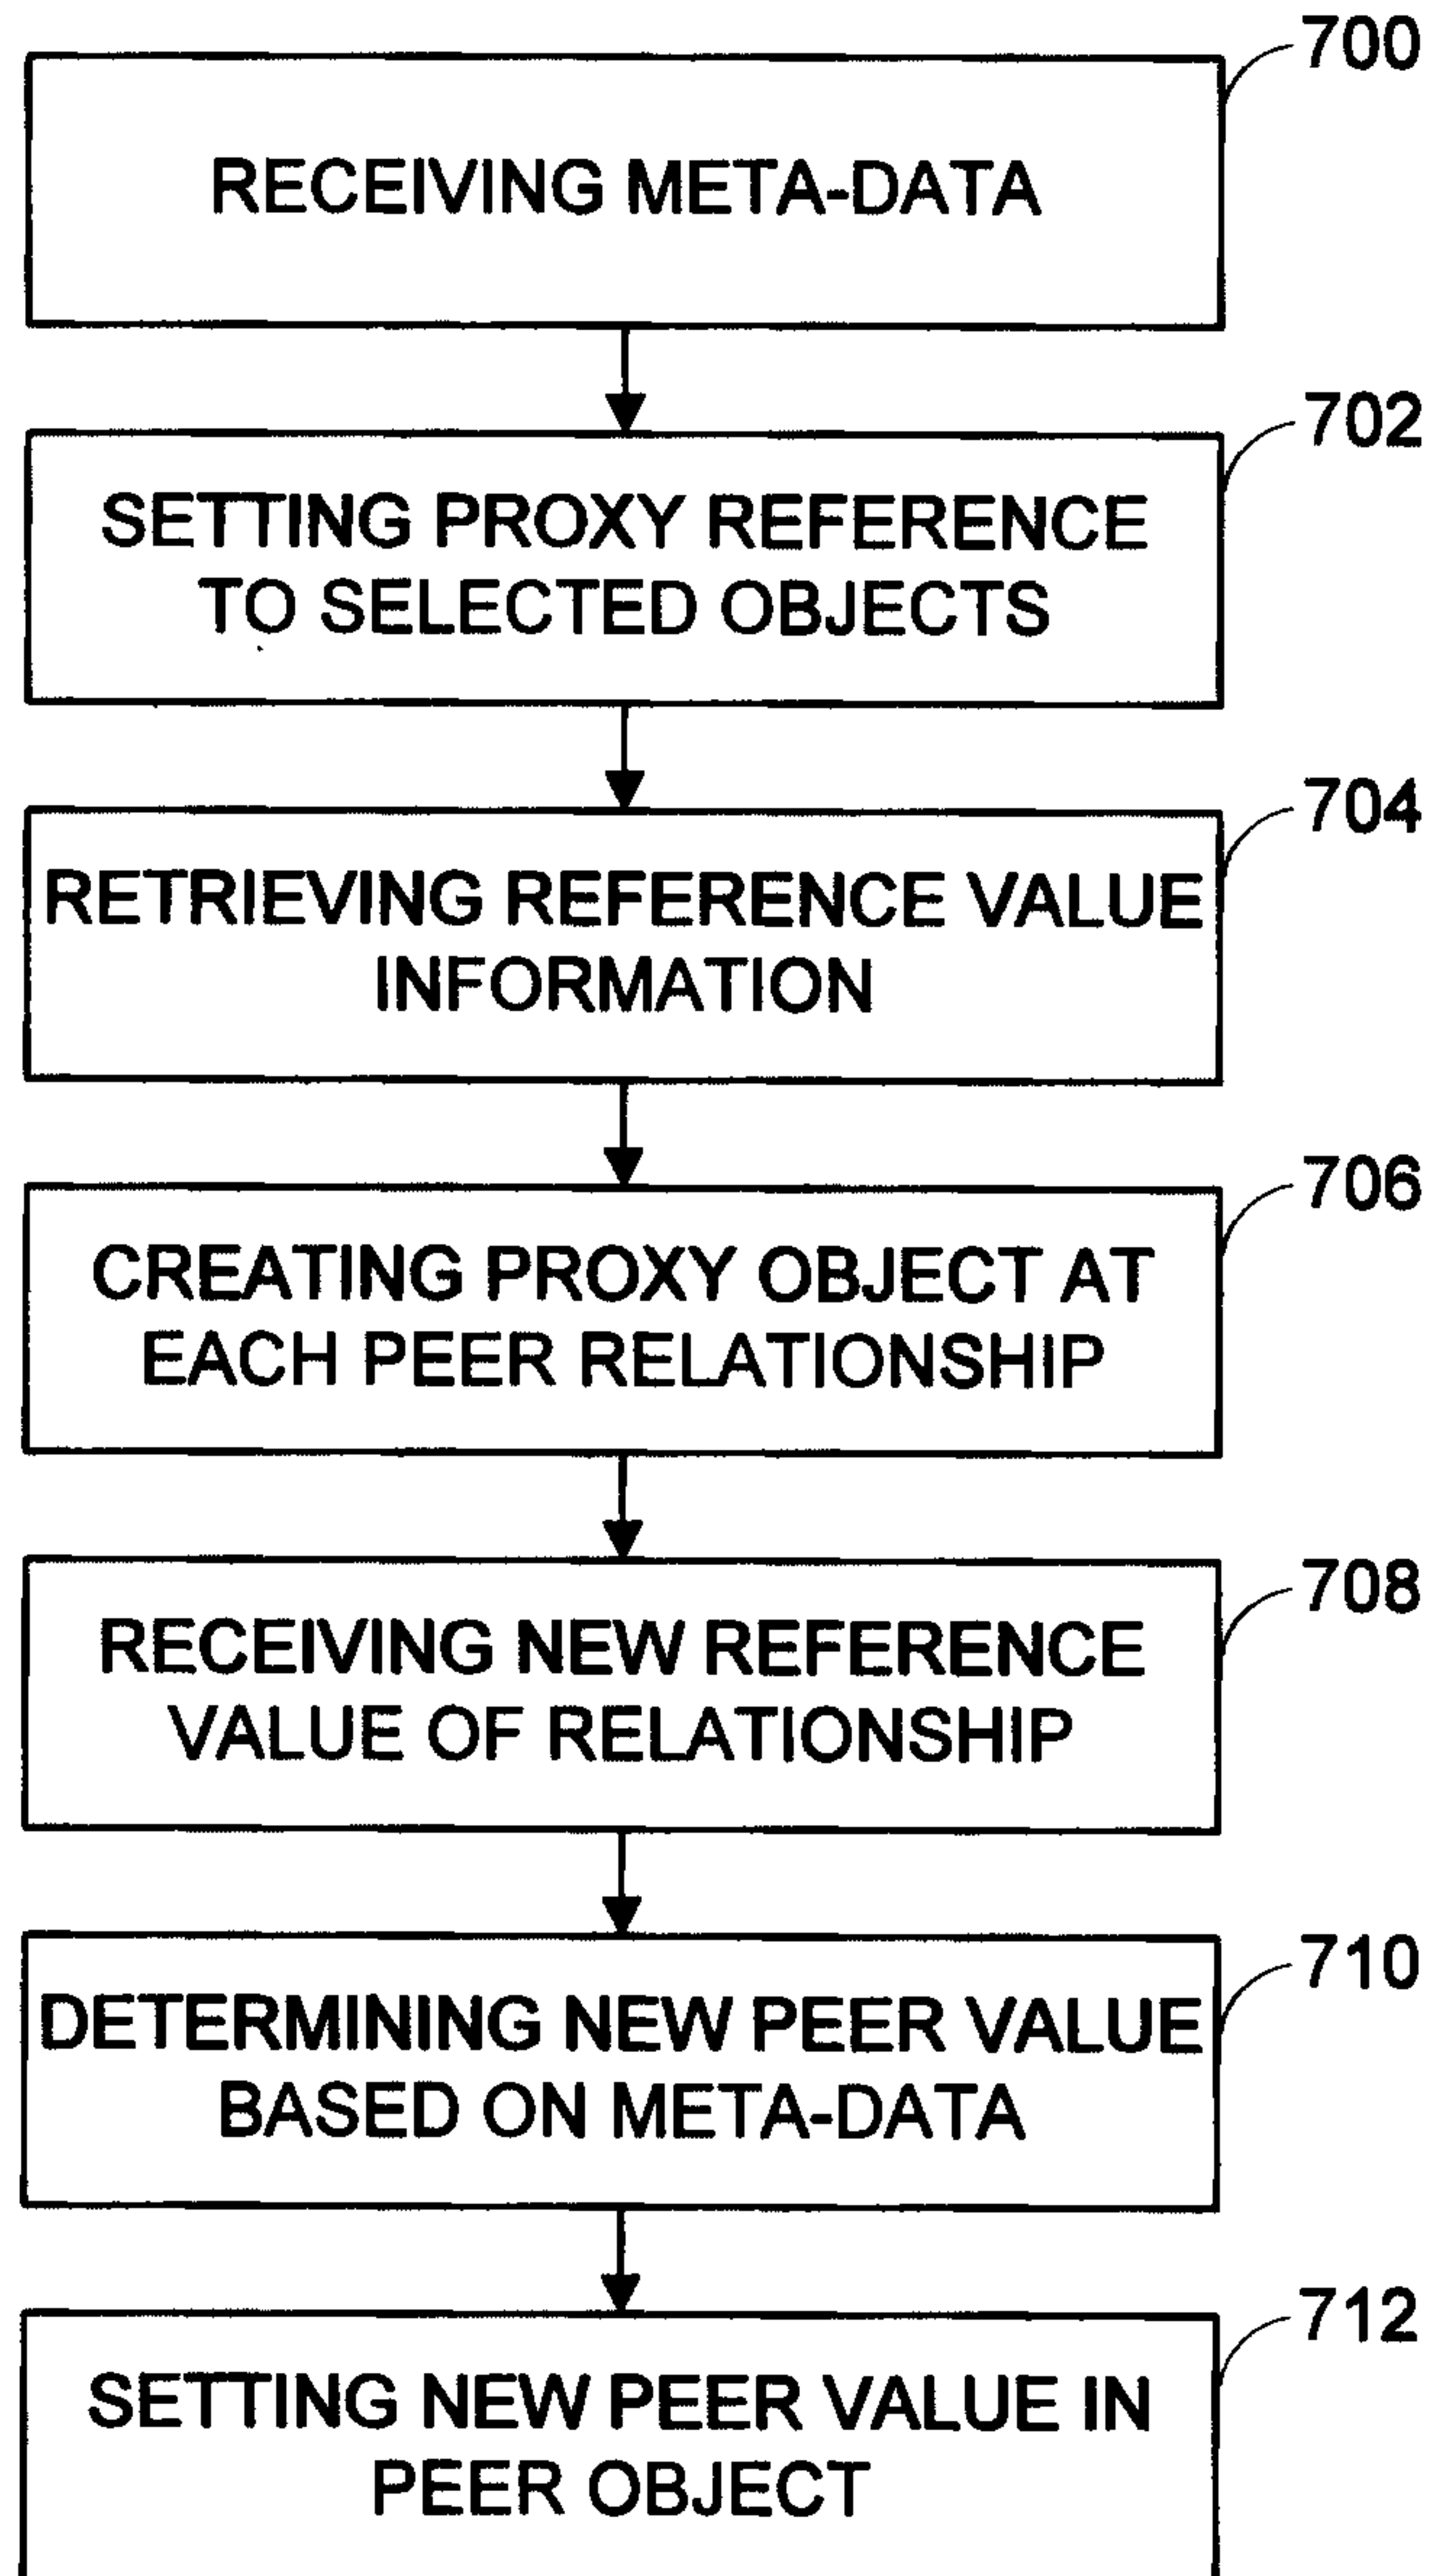 700
RECEIVING META-DATA
702
SETTING PROXY REFERENCE
TO SELECTED OBJECTS
704
RETRIEVING REFERENCE VALUE
INFORMATION
706
CREATING PROXY OBJECT AT
EACH PEER RELATIONSHIP
708
RECEIVING NEW REFERENCE
VALUE OF RELATIONSHIP
710
DETERMINING NEW PEER VALUE
BASED ON META-DATA
712
SETTING NEW PEER VALUE IN
PEER OBJECT